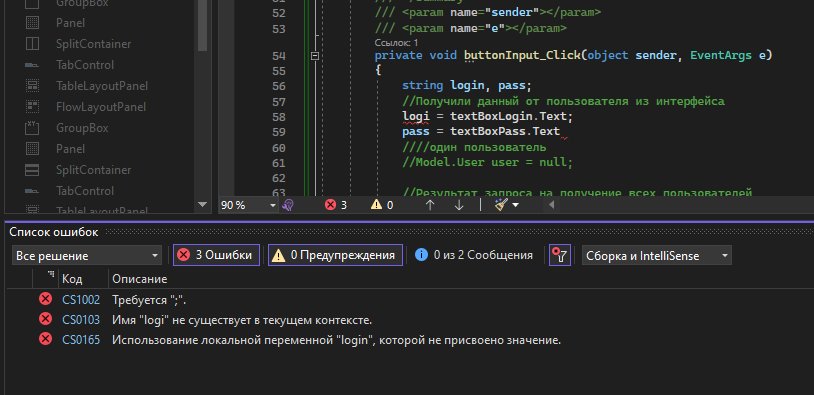 GroupBox
Panel
SplitContainer
TabControl
TableLayoutPanel
FlowLayoutPanel
GroupBox
Panel
SplitContainer
TabControl
TableLayoutPanel
52 /// <param name="sender"></param>
53 /// <param name="e"></param>
Ссылок: 1
54 private void buttonInput_Click(object sender, EventArgs e)
55 {
56 string login, pass;
57 //Получили данный от пользователя из интерфейса
58 logi = textBoxLogin.Text;
59 pass = textBoxPass.Text
60 ////один пользователь
61 //Model.User user = null;
62
63 //Результат запроса на получение всех пользователей
90 % 3 0
Список ошибок
Все решение 3 Ошибки 0 Предупреждения 0 из 2 Сообщения Сборка и IntelliSense
Код Описание
CS1002 Требуется ";".
CS0103 Имя "logi" не существует в текущем контексте.
CS0165 Использование локальной переменной "login", которой не присвоено значение.